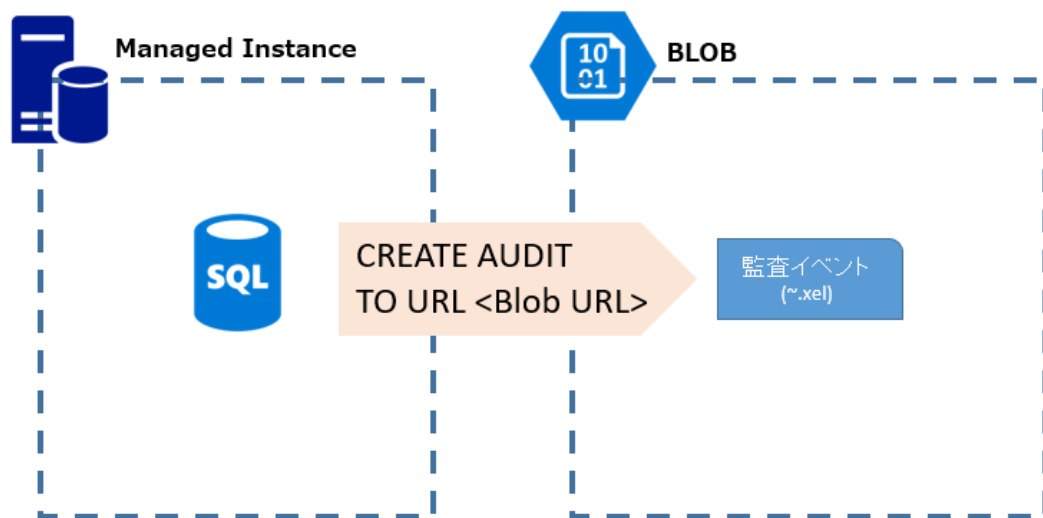 Managed Instance
BLOB
10
01
SQL
CREATE AUDIT
TO URL <Blob URL>
監査イベント
(~.xel)